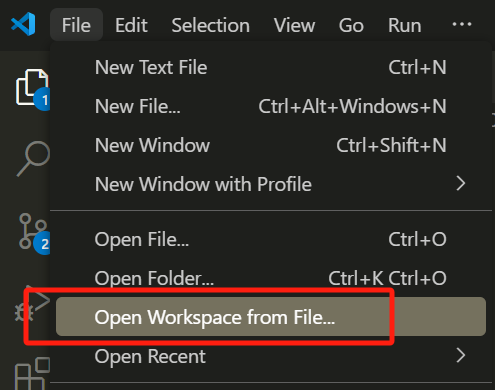 File Edit Selection View Go Run ...
New Text File Ctrl+N
1
New File... Ctrl+Alt+Windows+N
New Window Ctrl+Shift+N
New Window with Profile
Open File... Ctrl+O
2
Open Folder... Ctrl+K Ctrl+O
Open Workspace from File...
Open Recent